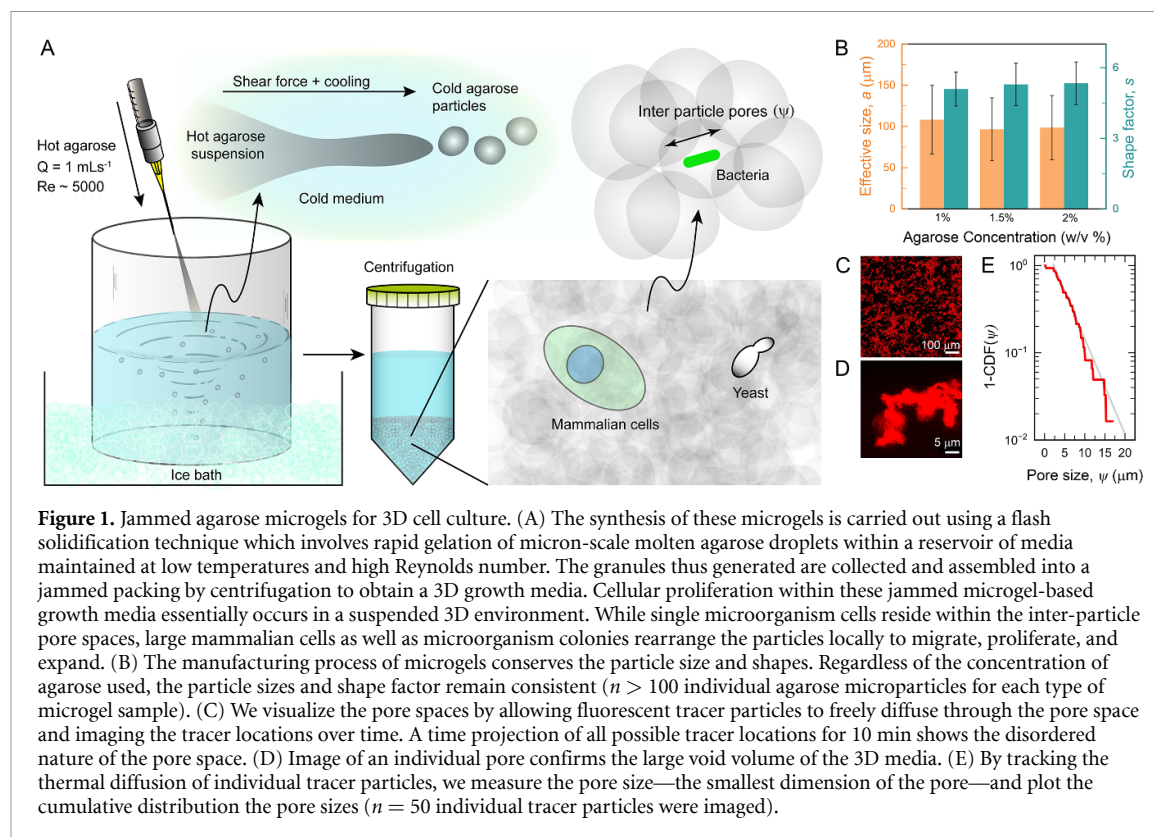 A
Shear force + cooling
Cold agarose
particles
Hot agarose
Q = 1 mLs⁻¹
Re ~ 5000
Hot agarose
suspension
Cold medium
Inter particle pores (ψ)
Bacteria
Centrifugation
Mammalian cells
Yeast
Ice bath
B
Effective size, a (μm)
200
150
100
50
0
6
3
0
Shape factor, s
1%
1.5%
2%
Agarose Concentration (w/v %)
C
100 μm
D
5 μm
E
1-CDF(ψ)
10⁰
10⁻¹
10⁻²
0 5 10 15 20
Pore size, ψ (μm)
Figure 1. Jammed agarose microgels for 3D cell culture. (A) The synthesis of these microgels is carried out using a flash
solidification technique which involves rapid gelation of micron-scale molten agarose droplets within a reservoir of media
maintained at low temperatures and high Reynolds number. The granules thus generated are collected and assembled into a
jammed packing by centrifugation to obtain a 3D growth media. Cellular proliferation within these jammed microgel-based
growth media essentially occurs in a suspended 3D environment. While single microorganism cells reside within the inter-particle
pore spaces, large mammalian cells as well as microorganism colonies rearrange the particles locally to migrate, proliferate, and
expand. (B) The manufacturing process of microgels conserves the particle size and shapes. Regardless of the concentration of
agarose used, the particle sizes and shape factor remain consistent (n > 100 individual agarose microparticles for each type of
microgel sample). (C) We visualize the pore spaces by allowing fluorescent tracer particles to freely diffuse through the pore space
and imaging the tracer locations over time. A time projection of all possible tracer locations for 10 min shows the disordered
nature of the pore space. (D) Image of an individual pore confirms the large void volume of the 3D media. (E) By tracking the
thermal diffusion of individual tracer particles, we measure the pore size—the smallest dimension of the pore—and plot the
cumulative distribution the pore sizes (n = 50 individual tracer particles were imaged).